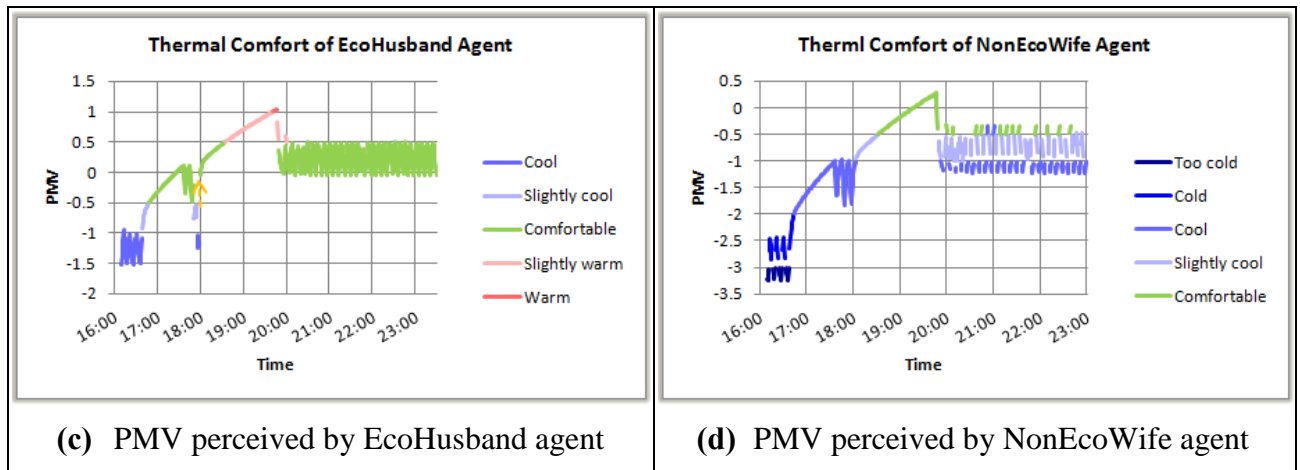 Thermal Comfort of EcoHusband Agent
1.5
1
0.5
0
-0.5
-1
-1.5
-2
PMV
16:00
17:00
18:00
19:00
20:00
21:00
22:00
23:00
Time
Cool
Slightly cool
Comfortable
Slightly warm
Warm
(c) PMV perceived by EcoHusband agent
Therml Comfort of NonEcoWife Agent
0.5
0
-0.5
-1
-1.5
-2
-2.5
-3
-3.5
PMV
16:00
17:00
18:00
19:00
20:00
21:00
22:00
23:00
Time
Too cold
Cold
Cool
Slightly cool
Comfortable
(d) PMV perceived by NonEcoWife agent